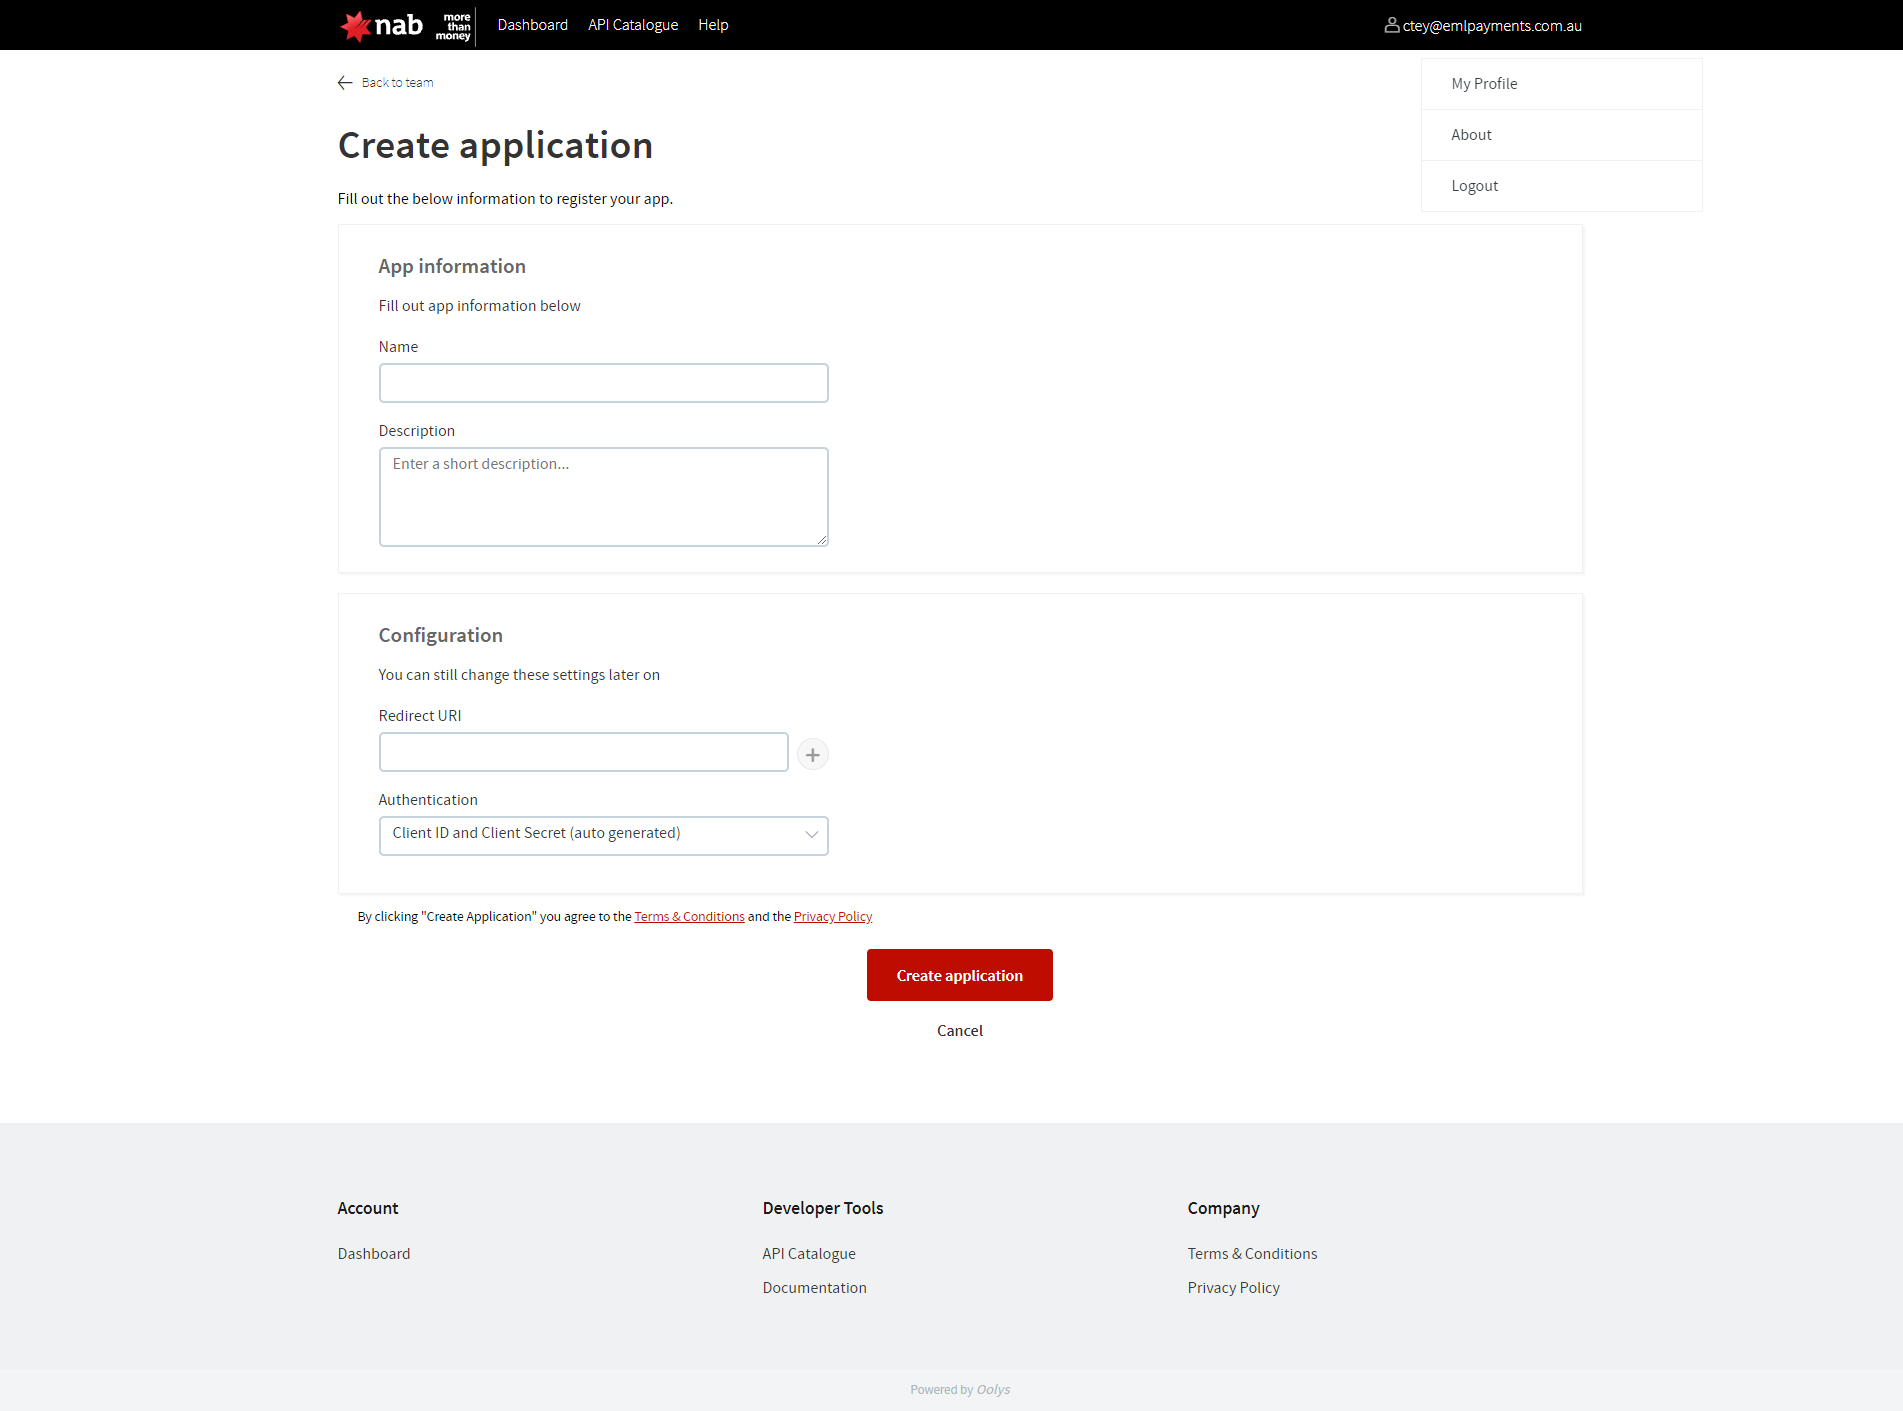 nab
more
than
money
Dashboard API Catalogue Help
ctey@emlpayments.com.au
Back to team
My Profile
About
Logout
Create application
Fill out the below information to register your app.
App information
Fill out app information below
Name
Description
Enter a short description...
Configuration
You can still change these settings later on
Redirect URI
+
Authentication
Client ID and Client Secret (auto generated)
By clicking "Create Application" you agree to the Terms & Conditions and the Privacy Policy
Create application
Cancel
Account
Dashboard
Developer Tools
API Catalogue
Documentation
Company
Terms & Conditions
Privacy Policy
Powered by Oolys